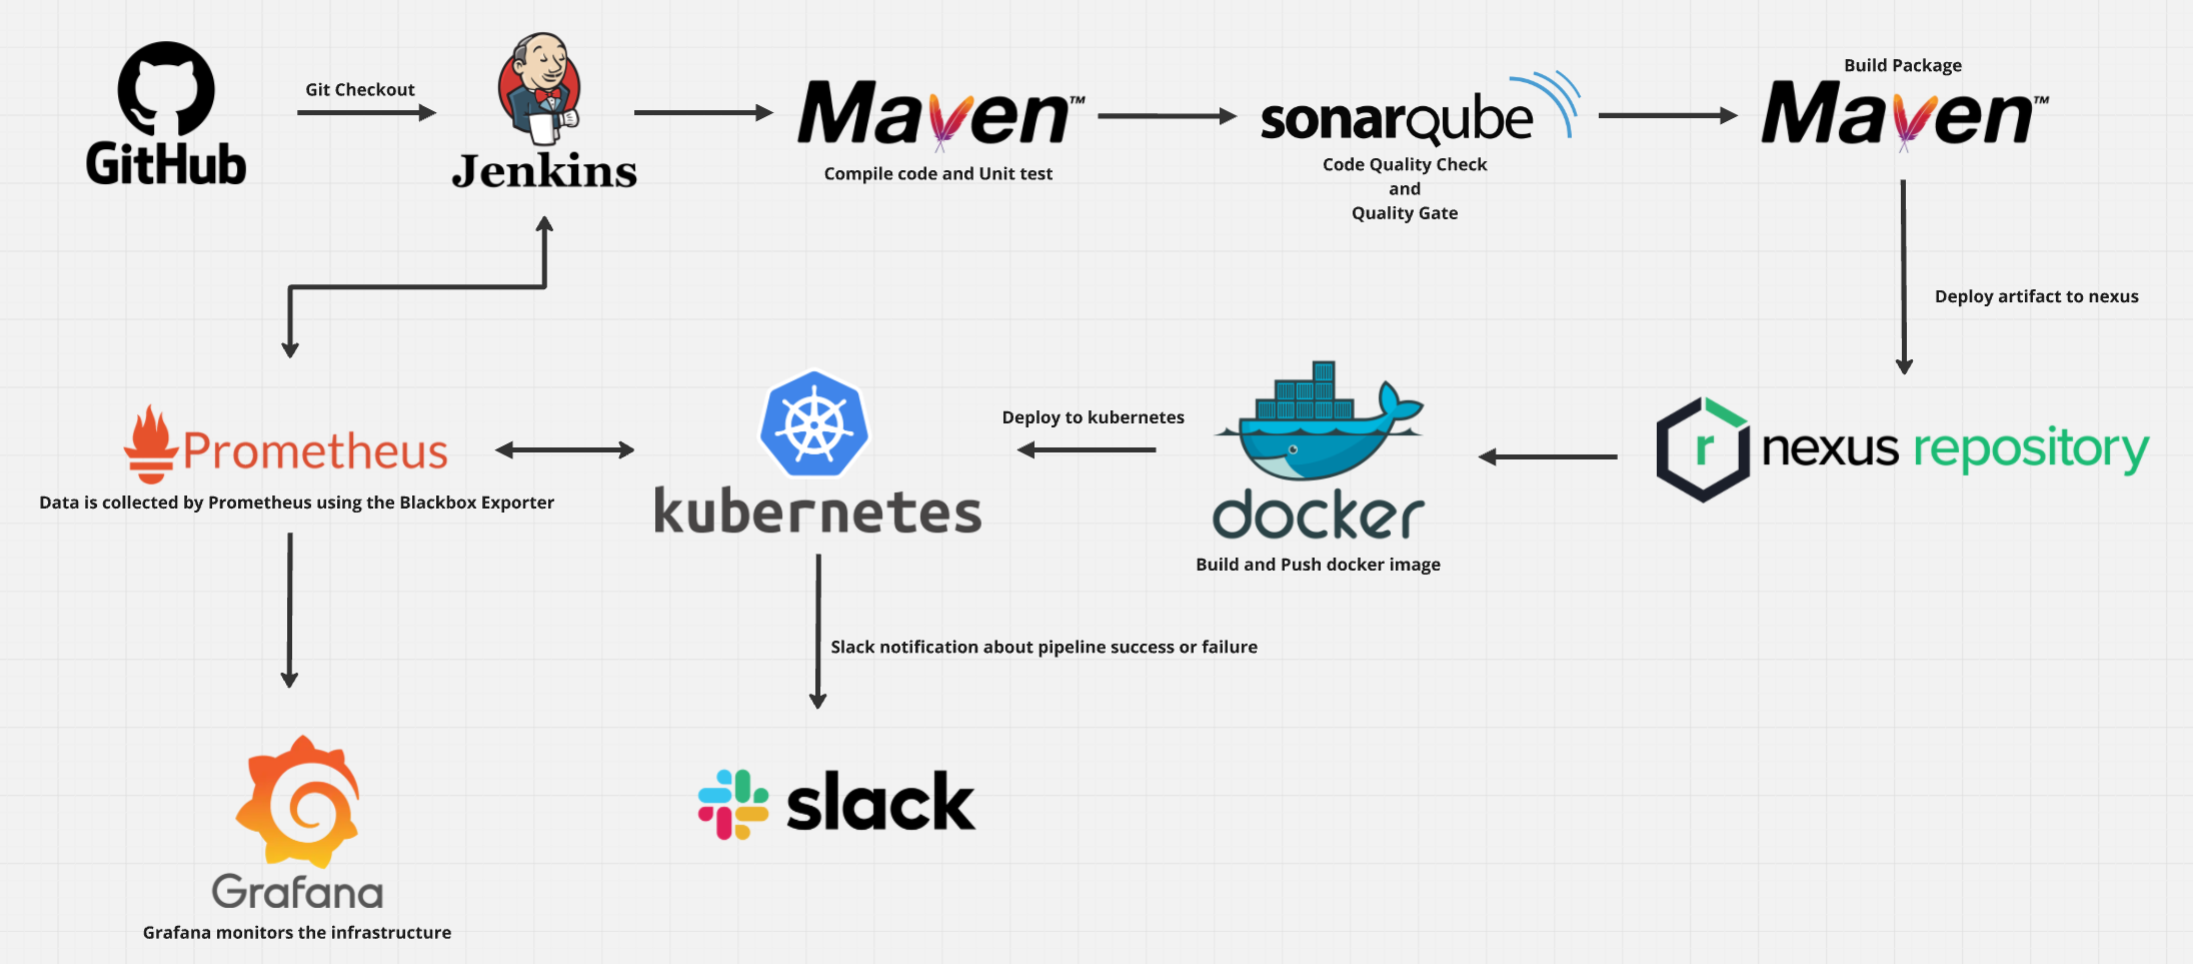 GitHub
Git Checkout
Jenkins
Maven™
Compile code and Unit test
sonarqube
Code Quality Check
and
Quality Gate
Build Package
Maven™
Deploy artifact to nexus
Prometheus
Data is collected by Prometheus using the Blackbox Exporter
kubernetes
Deploy to kubernetes
docker
Build and Push docker image
r
nexus repository
Slack notification about pipeline success or failure
Grafana
Grafana monitors the infrastructure
slack